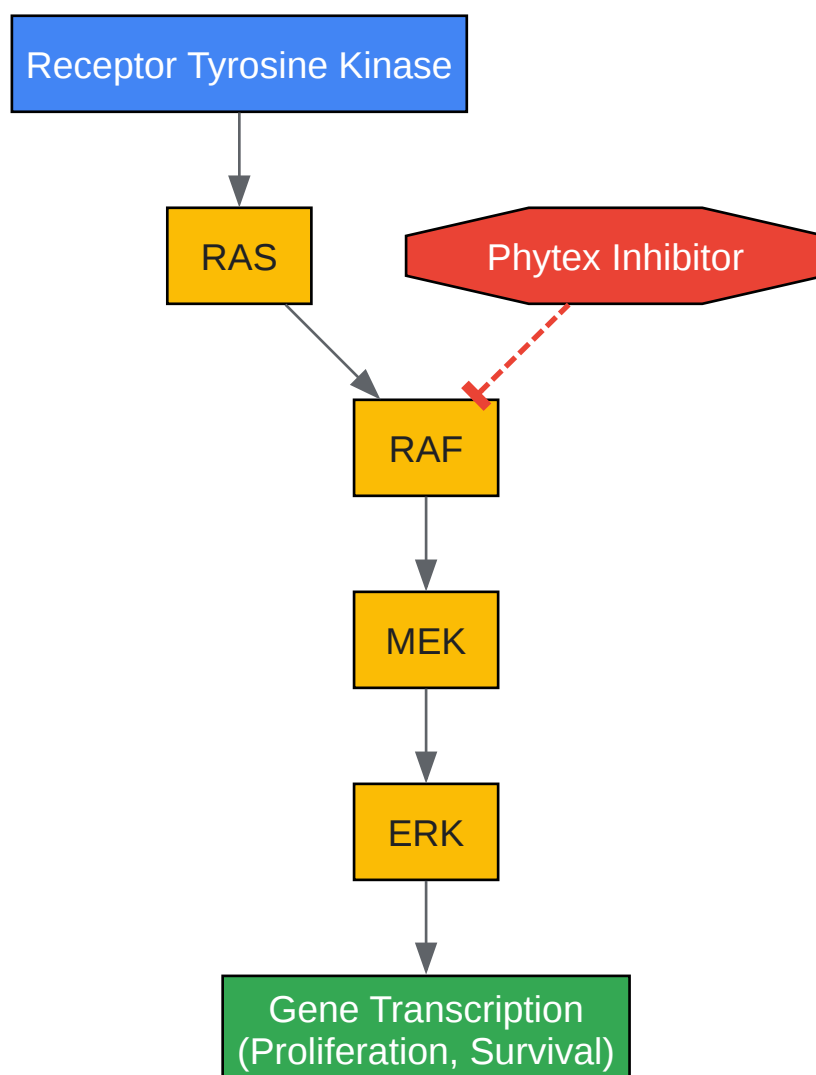 Receptor Tyrosine Kinase
RAS
Phytex Inhibitor
RAF
MEK
ERK
Gene Transcription
(Proliferation, Survival)